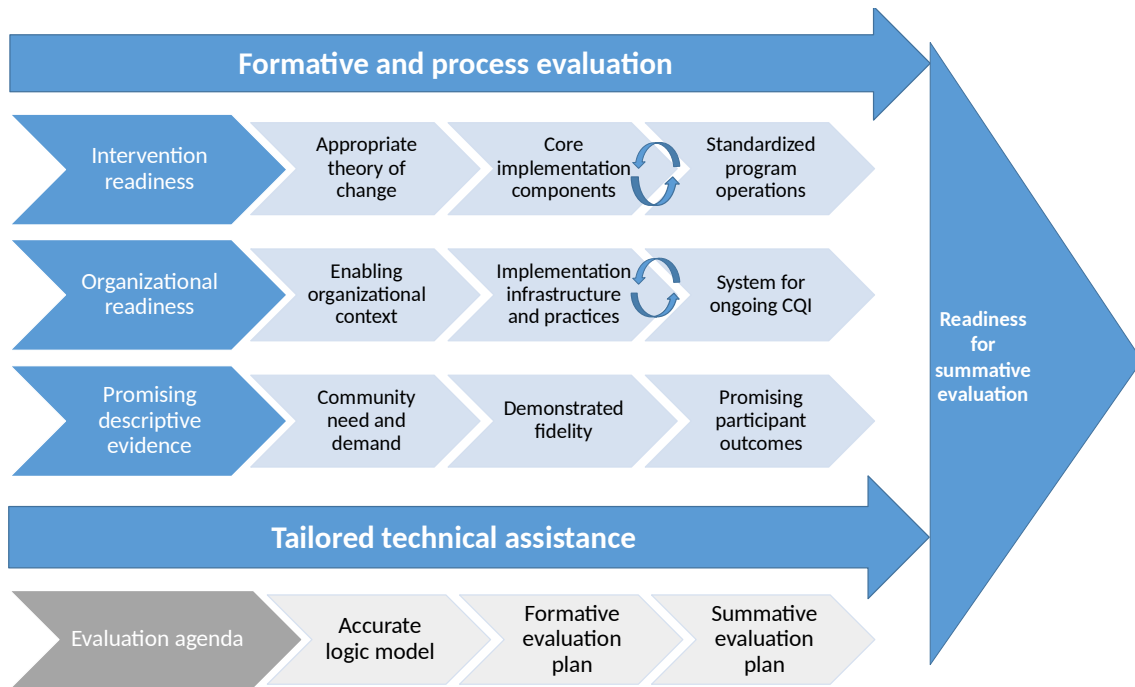 Formative and process evaluation
Intervention
readiness
Appropriate
theory of
change
Core
implementation
components
Standardized
program
operations
Organizational
readiness
Enabling
organizational
context
Implementation
infrastructure
and practices
System for
ongoing CQI
Promising
descriptive
evidence
Community
need and
demand
Demonstrated
fidelity
Promising
participant
outcomes
Readiness
for
summative
evaluation
Tailored technical assistance
Evaluation agenda
Accurate
logic model
Formative
evaluation
plan
Summative
evaluation
plan